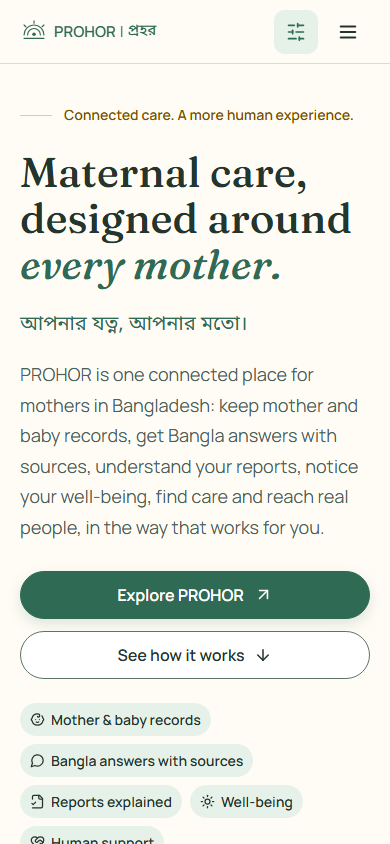 PROHOR | প্রহর
Connected care. A more human experience.
Maternal care,
designed around
every mother.
আপনার যত্ন, আপনার মতো।
PROHOR is one connected place for
mothers in Bangladesh: keep mother and
baby records, get Bangla answers with
sources, understand your reports, notice
your well-being, find care and reach real
people, in the way that works for you.
Explore PROHOR
See how it works
Mother & baby records
Bangla answers with sources
Reports explained
Well-being
Human support